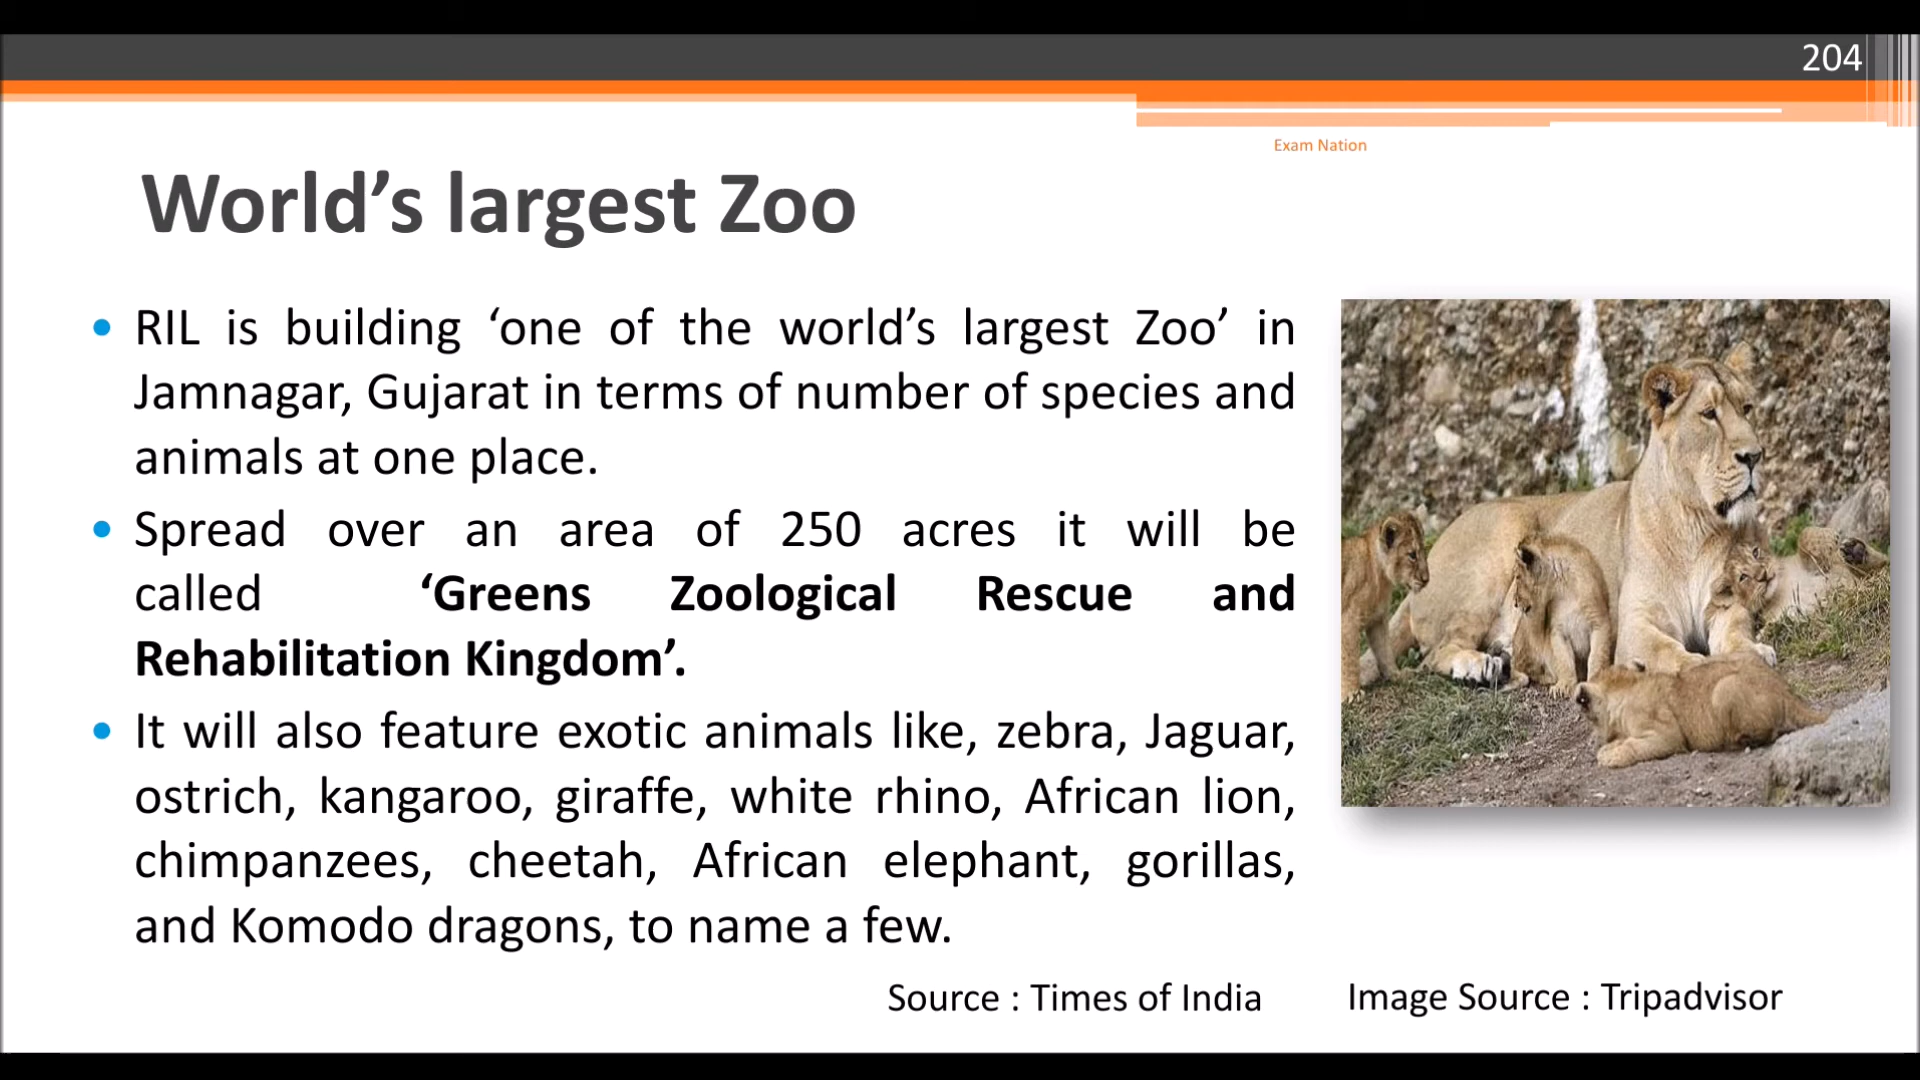 204
Exam Nation
World’s largest Zoo
• RIL is building ‘one of the world’s largest Zoo’ in
Jamnagar, Gujarat in terms of number of species and
animals at one place.
• Spread over an area of 250 acres it will be
called ‘Greens Zoological Rescue and
Rehabilitation Kingdom’.
• It will also feature exotic animals like, zebra, Jaguar,
ostrich, kangaroo, giraffe, white rhino, African lion,
chimpanzees, cheetah, African elephant, gorillas,
and Komodo dragons, to name a few.
Source : Times of India
Image Source : Tripadvisor